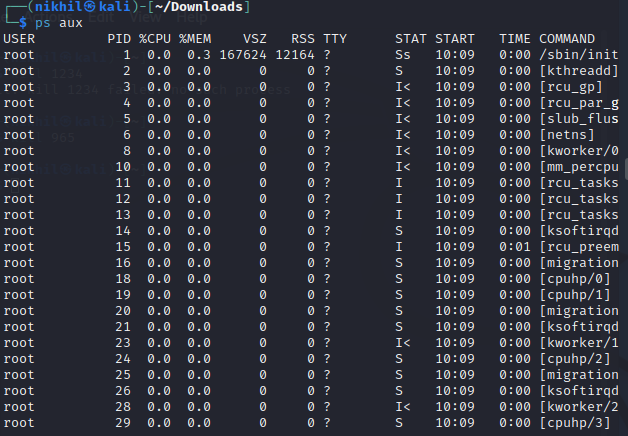 ┌──(nikhil㉿kali)-[~/Downloads]
└─$ ps aux
USER PID %CPU %MEM VSZ RSS TTY STAT START TIME COMMAND
root 1 0.0 0.3 167624 12164 ? Ss 10:09 0:00 /sbin/init
root 2 0.0 0.0 0 0 ? S 10:09 0:00 [kthreadd]
root 3 0.0 0.0 0 0 ? I< 10:09 0:00 [rcu_gp]
root 4 0.0 0.0 0 0 ? I< 10:09 0:00 [rcu_par_g
root 5 0.0 0.0 0 0 ? I< 10:09 0:00 [slub_flus
root 6 0.0 0.0 0 0 ? I< 10:09 0:00 [netns]
root 8 0.0 0.0 0 0 ? I< 10:09 0:00 [kworker/0
root 10 0.0 0.0 0 0 ? I< 10:09 0:00 [mm_percpu
root 11 0.0 0.0 0 0 ? I 10:09 0:00 [rcu_tasks
root 12 0.0 0.0 0 0 ? I 10:09 0:00 [rcu_tasks
root 13 0.0 0.0 0 0 ? I 10:09 0:00 [rcu_tasks
root 14 0.0 0.0 0 0 ? S 10:09 0:00 [ksoftirqd
root 15 0.0 0.0 0 0 ? I 10:09 0:01 [rcu_preem
root 16 0.0 0.0 0 0 ? S 10:09 0:00 [migration
root 18 0.0 0.0 0 0 ? S 10:09 0:00 [cpuhp/0]
root 19 0.0 0.0 0 0 ? S 10:09 0:00 [cpuhp/1]
root 20 0.0 0.0 0 0 ? S 10:09 0:00 [migration
root 21 0.0 0.0 0 0 ? S 10:09 0:00 [ksoftirqd
root 23 0.0 0.0 0 0 ? I< 10:09 0:00 [kworker/1
root 24 0.0 0.0 0 0 ? S 10:09 0:00 [cpuhp/2]
root 25 0.0 0.0 0 0 ? S 10:09 0:00 [migration
root 26 0.0 0.0 0 0 ? S 10:09 0:00 [ksoftirqd
root 28 0.0 0.0 0 0 ? I< 10:09 0:00 [kworker/2
root 29 0.0 0.0 0 0 ? S 10:09 0:00 [cpuhp/3]